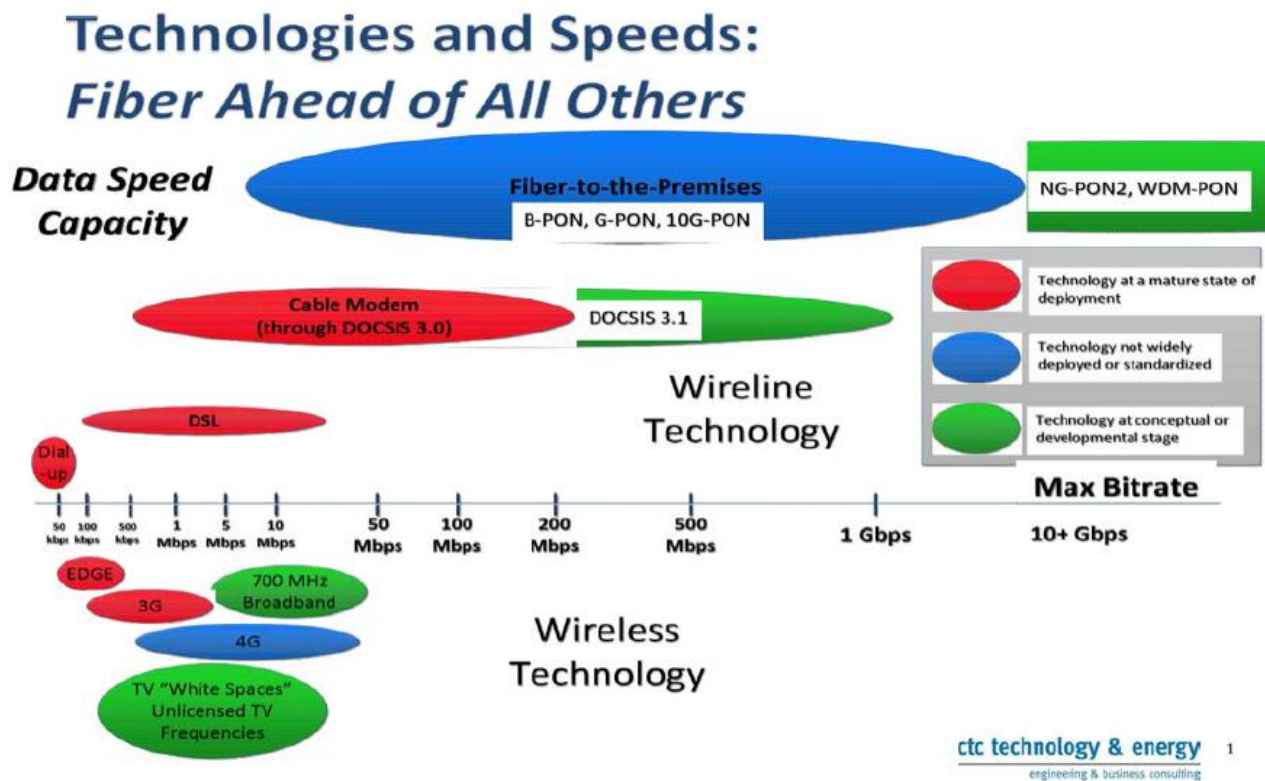 Technologies and Speeds:
Fiber Ahead of All Others
Data Speed
Capacity
Fiber-to-the-Premises
B-PON, G-PON, 10G-PON
NG-PON2, WDM-PON
Cable Modem
(through DOCSIS 3.0)
DOCSIS 3.1
Technology at a mature state of
deployment
Technology not widely
deployed or standardized
Technology at conceptual or
developmental stage
Wireline
Technology
DSL
Dial
-up
Max Bitrate
50
kbps
100
kbps
500
kbps
1
Mbps
5
Mbps
10
Mbps
50
Mbps
100
Mbps
200
Mbps
500
Mbps
1 Gbps
10+ Gbps
EDGE
3G
700 MHz
Broadband
4G
TV “White Spaces”
Unlicensed TV
Frequencies
Wireless
Technology
ctc technology & energy
engineering & business consulting
1